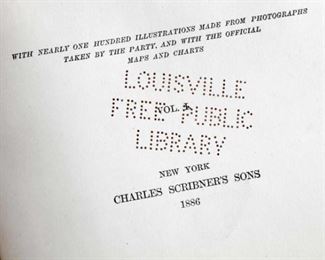 WITH NEARLY ONE HUNDRED ILLUSTRATIONS MADE FROM PHOTOGRAPHS
TAKEN BY THE PARTY, AND WITH THE OFFICIAL
MAPS AND CHARTS
LOUISVILLE
VOL. I.
FREE PUBLIC
LIBRARY
NEW YORK
CHARLES SCRIBNER'S SONS
1886